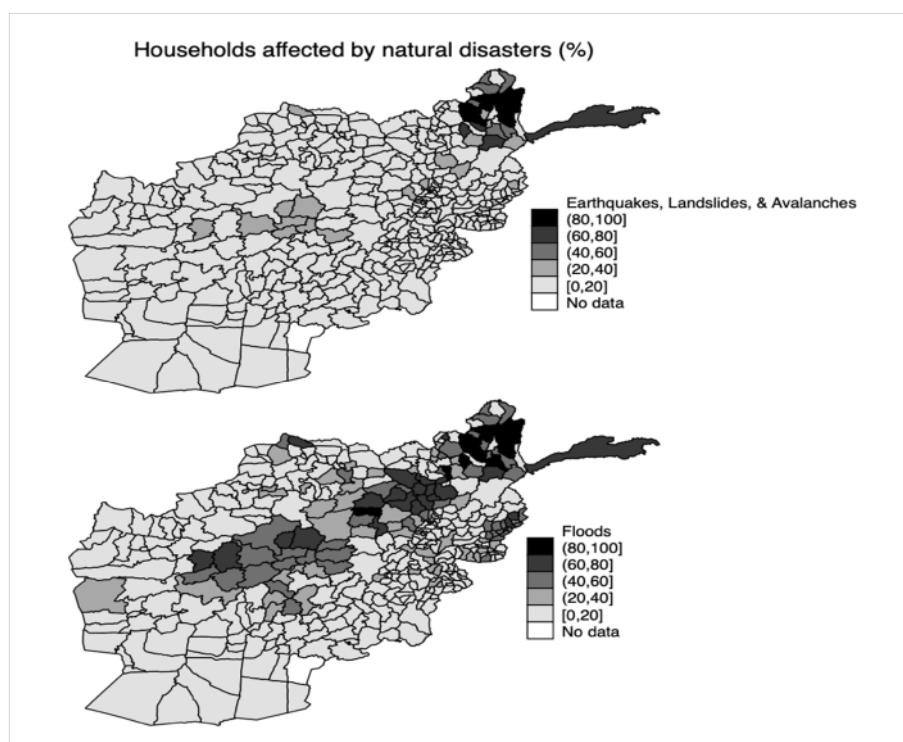 Households affected by natural disasters (%)
Earthquakes, Landslides, & Avalanches
(80,100]
(60,80]
(40,60]
(20,40]
[0,20]
No data
Floods
(80,100]
(60,80]
(40,60]
(20,40]
[0,20]
No data